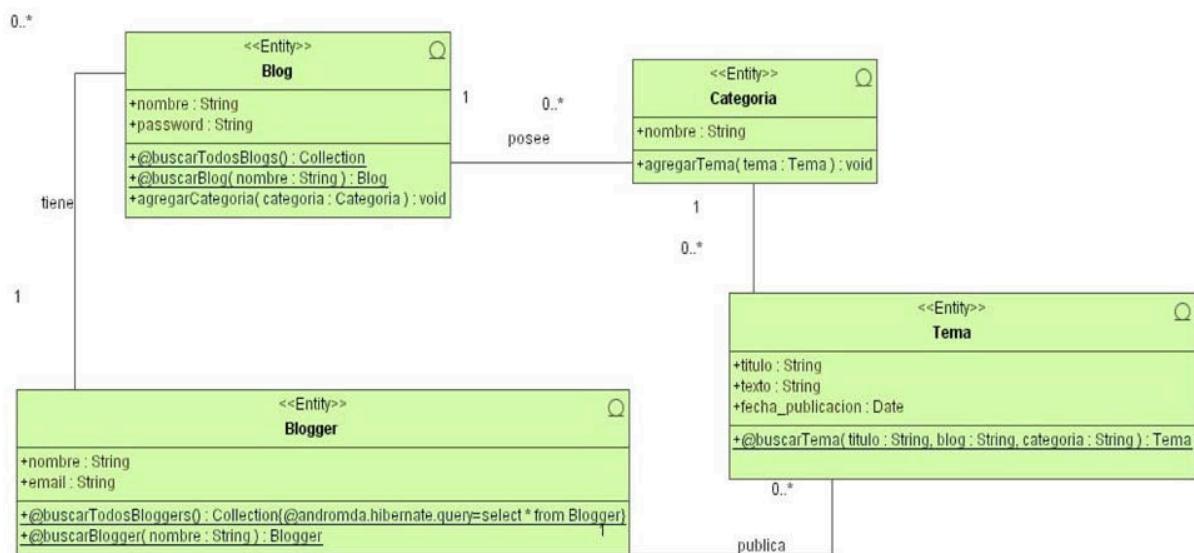 0..*
<<Entity>>
Blog
+nombre : String
+password : String
+@buscarTodosBlogs() : Collection
+@buscarBlog( nombre : String ) : Blog
+agregarCategoria( categoria : Categoria ) : void
1
0..*
posee
<<Entity>>
Categoria
+nombre : String
+agregarTema( tema : Tema ) : void
tiene
1
0..*
1
<<Entity>>
Tema
+titulo : String
+texto : String
+fecha_publicacion : Date
+@buscarTema( titulo : String, blog : String, categoria : String ) : Tema
<<Entity>>
Blogger
+nombre : String
+email : String
+@buscarTodosBloggers() : Collection{@andromda.hibernate.query=select * from Blogger}
+@buscarBlogger( nombre : String ) : Blogger
1
0..*
publica